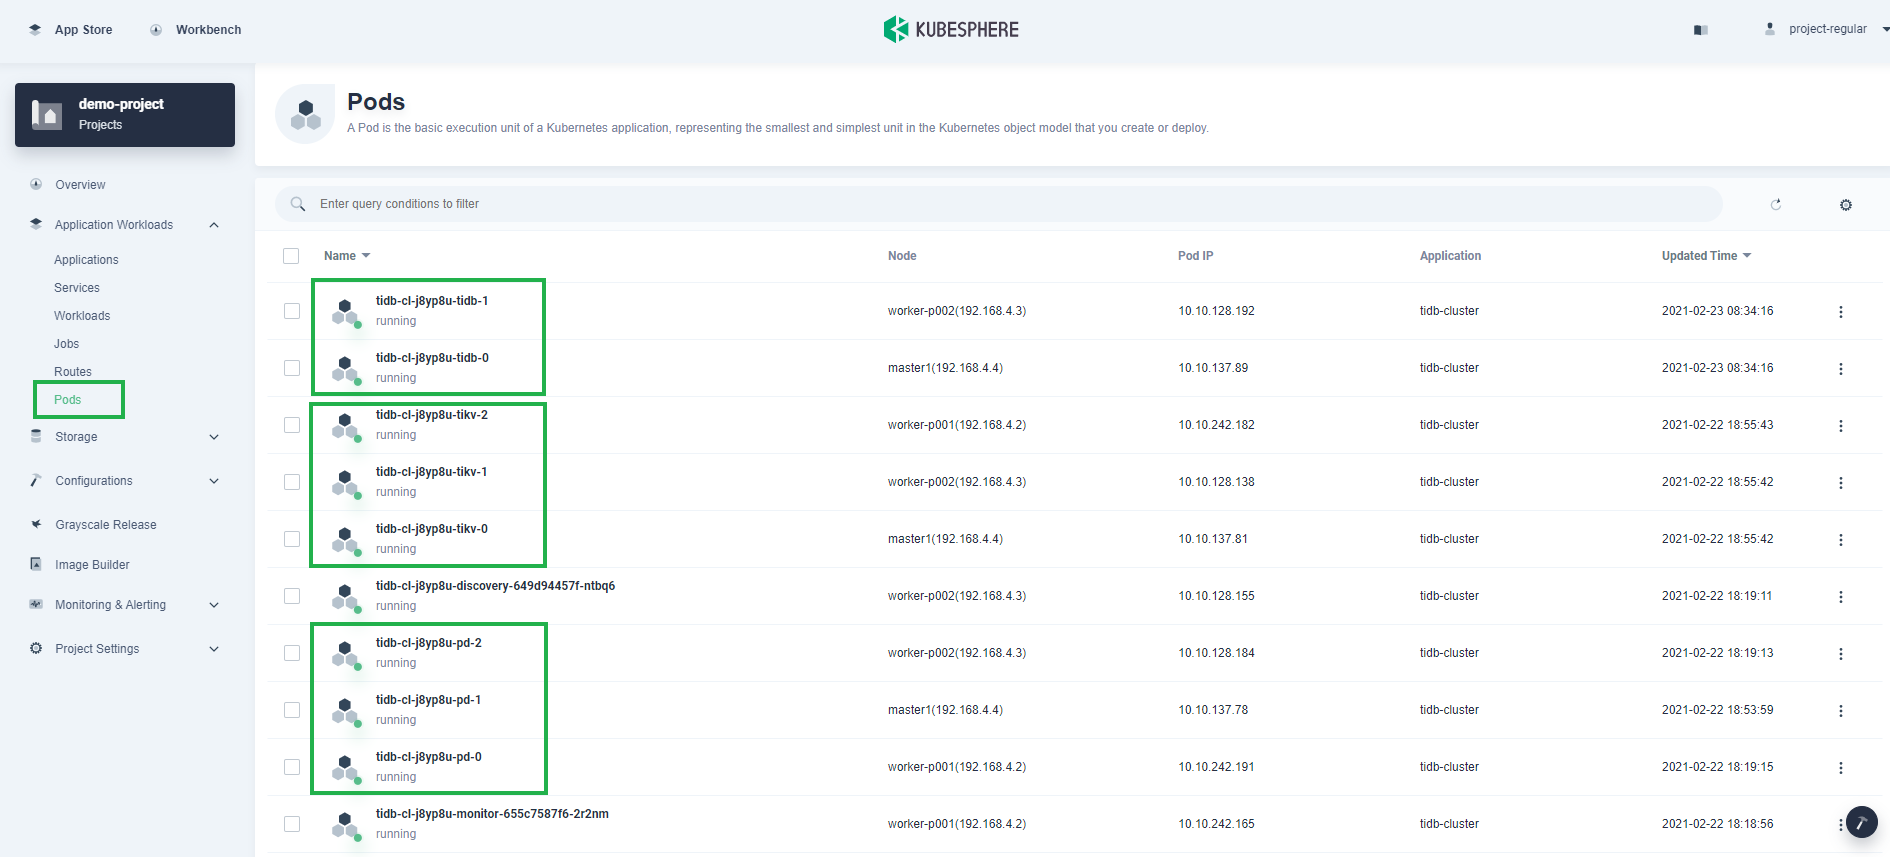 App Store Workbench KUBESPHERE project-regular
demo-project
Projects
Overview
Application Workloads
Applications
Services
Workloads
Jobs
Routes
Pods
Storage
Configurations
Grayscale Release
Image Builder
Monitoring & Alerting
Project Settings
Pods
A Pod is the basic execution unit of a Kubernetes application, representing the smallest and simplest unit in the Kubernetes object model that you create or deploy.
Enter query conditions to filter
Name Node Pod IP Application Updated Time
tidb-cl-j8yp8u-tidb-1
running
worker-p002(192.168.4.3) 10.10.128.192 tidb-cluster 2021-02-23 08:34:16
tidb-cl-j8yp8u-tidb-0
running
master1(192.168.4.4) 10.10.137.89 tidb-cluster 2021-02-23 08:34:16
tidb-cl-j8yp8u-tikv-2
running
worker-p001(192.168.4.2) 10.10.242.182 tidb-cluster 2021-02-22 18:55:43
tidb-cl-j8yp8u-tikv-1
running
worker-p002(192.168.4.3) 10.10.128.138 tidb-cluster 2021-02-22 18:55:42
tidb-cl-j8yp8u-tikv-0
running
master1(192.168.4.4) 10.10.137.81 tidb-cluster 2021-02-22 18:55:42
tidb-cl-j8yp8u-discovery-649d94457f-ntbq6
running
worker-p002(192.168.4.3) 10.10.128.155 tidb-cluster 2021-02-22 18:19:11
tidb-cl-j8yp8u-pd-2
running
worker-p002(192.168.4.3) 10.10.128.184 tidb-cluster 2021-02-22 18:19:13
tidb-cl-j8yp8u-pd-1
running
master1(192.168.4.4) 10.10.137.78 tidb-cluster 2021-02-22 18:53:59
tidb-cl-j8yp8u-pd-0
running
worker-p001(192.168.4.2) 10.10.242.191 tidb-cluster 2021-02-22 18:19:15
tidb-cl-j8yp8u-monitor-655c7587f6-2r2nm
running
worker-p001(192.168.4.2) 10.10.242.165 tidb-cluster 2021-02-22 18:18:56